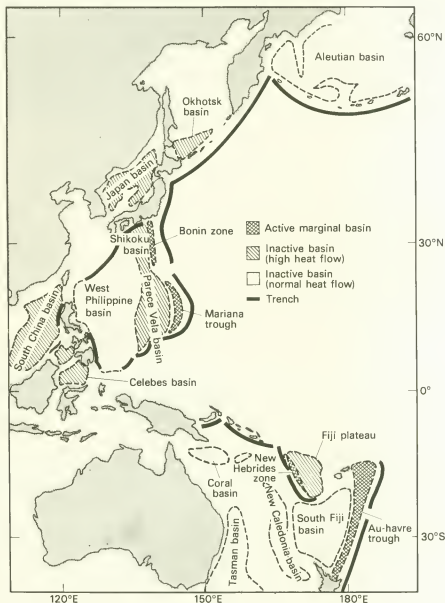 60°N
Aleutian basin
Okhotsk
basin
Japan basin
Bonin zone
Shikoku
basin
Active marginal basin
Inactive basin
(high heat flow)
Inactive basin
(normal heat flow)
Trench
30°N
South China basin
West
Philippine
basin
Parece Vela basin
Mariana
trough
Celebes basin
0°
Fiji plateau
New
Hebrides
zone
Coral
basin
New Caledonia basin
South Fiji
basin
Au-havre
trough
Tasman basin
30°S
120°E
150°E
180°E